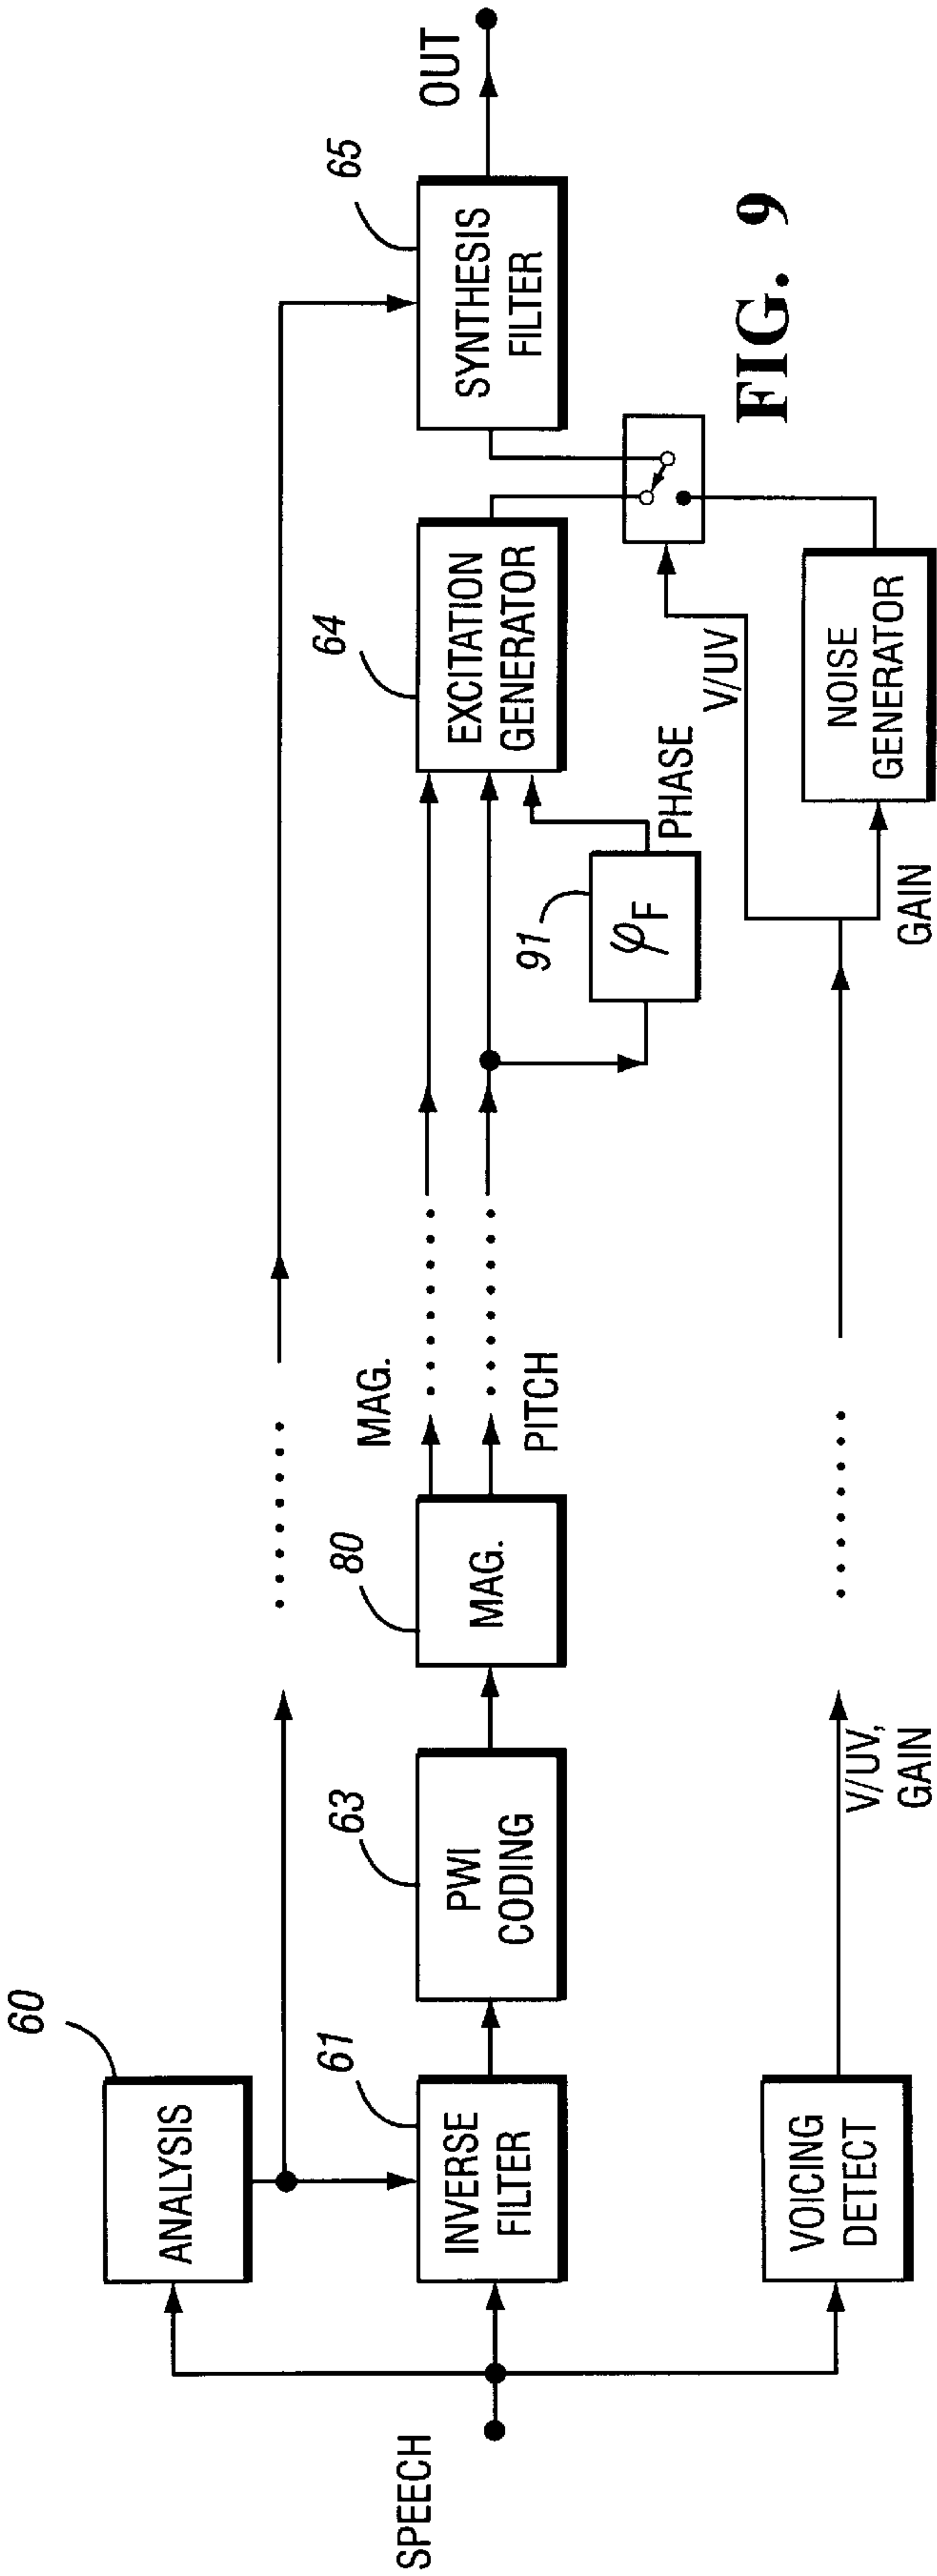 SPEECH
60
ANALYSIS
61
INVERSE
FILTER
VOICING
DETECT
63
PWI
CODING
80
MAG.
MAG.
PITCH
V/UV,
GAIN
91
φF
PHASE
64
EXCITATION
GENERATOR
V/UV
GAIN
NOISE
GENERATOR
65
SYNTHESIS
FILTER
OUT
FIG. 9